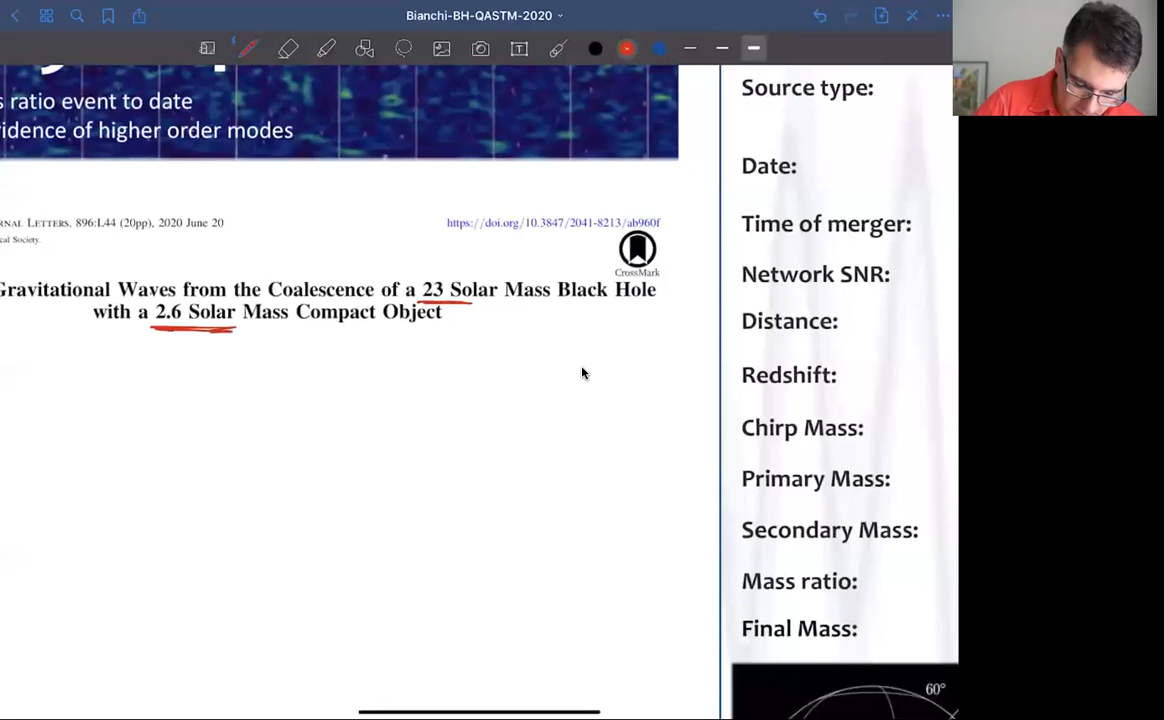 Bianchi-BH-QASTM-2020
s ratio event to date
idence of higher order modes
RNAL LETTERS, 896:L44 (20pp), 2020 June 20
https://doi.org/10.3847/2041-8213/ab960f
cal Society.
CrossMark
Gravitational Waves from the Coalescence of a 23 Solar Mass Black Hole
with a 2.6 Solar Mass Compact Object
Source type:
Date:
Time of merger:
Network SNR:
Distance:
Redshift:
Chirp Mass:
Primary Mass:
Secondary Mass:
Mass ratio:
Final Mass:
60°